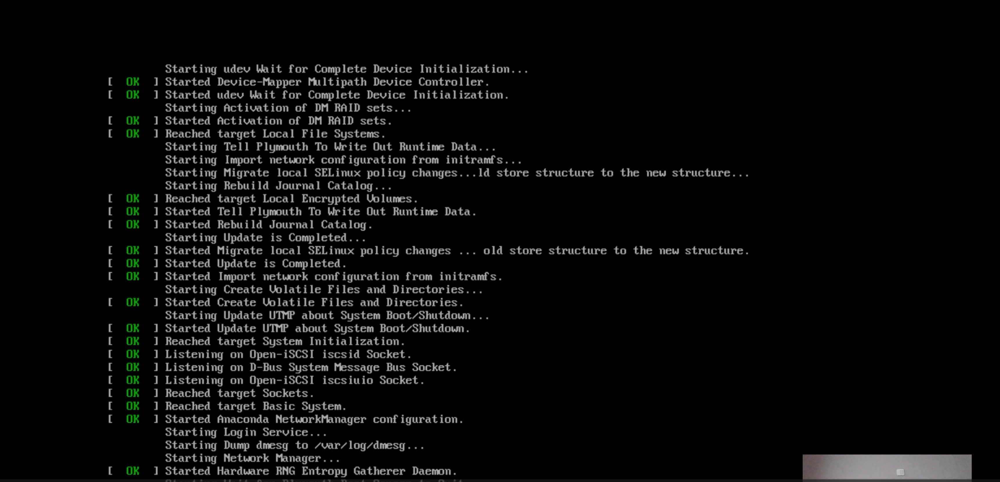 Starting udev Wait for Complete Device Initialization...
[  OK  ] Started Device-Mapper Multipath Device Controller.
[  OK  ] Started udev Wait for Complete Device Initialization.
Starting Activation of DM RAID sets...
[  OK  ] Started Activation of DM RAID sets.
[  OK  ] Reached target Local File Systems.
Starting Tell Plymouth To Write Out Runtime Data...
Starting Import network configuration from initramfs...
Starting Migrate local SELinux policy changes...ld store structure to the new structure...
Starting Rebuild Journal Catalog...
[  OK  ] Reached target Local Encrypted Volumes.
[  OK  ] Started Tell Plymouth To Write Out Runtime Data.
[  OK  ] Started Rebuild Journal Catalog.
Starting Update is Completed...
[  OK  ] Started Migrate local SELinux policy changes ... old store structure to the new structure.
[  OK  ] Started Update is Completed.
[  OK  ] Started Import network configuration from initramfs.
Starting Create Volatile Files and Directories...
[  OK  ] Started Create Volatile Files and Directories.
Starting Update UTMP about System Boot/Shutdown...
[  OK  ] Started Update UTMP about System Boot/Shutdown.
[  OK  ] Reached target System Initialization.
[  OK  ] Listening on Open-iSCSI iscsid Socket.
[  OK  ] Listening on D-Bus System Message Bus Socket.
[  OK  ] Listening on Open-iSCSI iscsiuio Socket.
[  OK  ] Reached target Sockets.
[  OK  ] Reached target Basic System.
[  OK  ] Started Anaconda NetworkManager configuration.
Starting Login Service...
Starting Dump dmesg to /var/log/dmesg...
Starting Network Manager...
[  OK  ] Started Hardware RNG Entropy Gatherer Daemon.